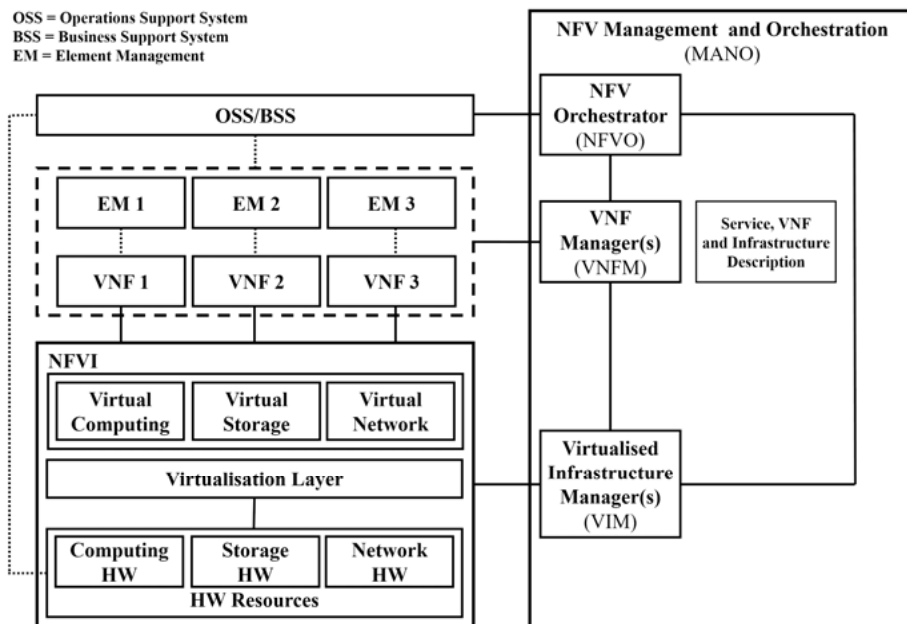 OSS = Operations Support System
BSS = Business Support System
EM = Element Management
NFV Management and Orchestration
(MANO)
OSS/BSS
NFV
Orchestrator
(NFVO)
EM 1
EM 2
EM 3
VNF 1
VNF 2
VNF 3
VNF
Manager(s)
(VNFM)
Service, VNF
and Infrastructure
Description
NFVI
Virtual
Computing
Virtual
Storage
Virtual
Network
Virtualisation Layer
Virtualised
Infrastructure
Manager(s)
(VIM)
Computing
HW
Storage
HW
Network
HW
HW Resources